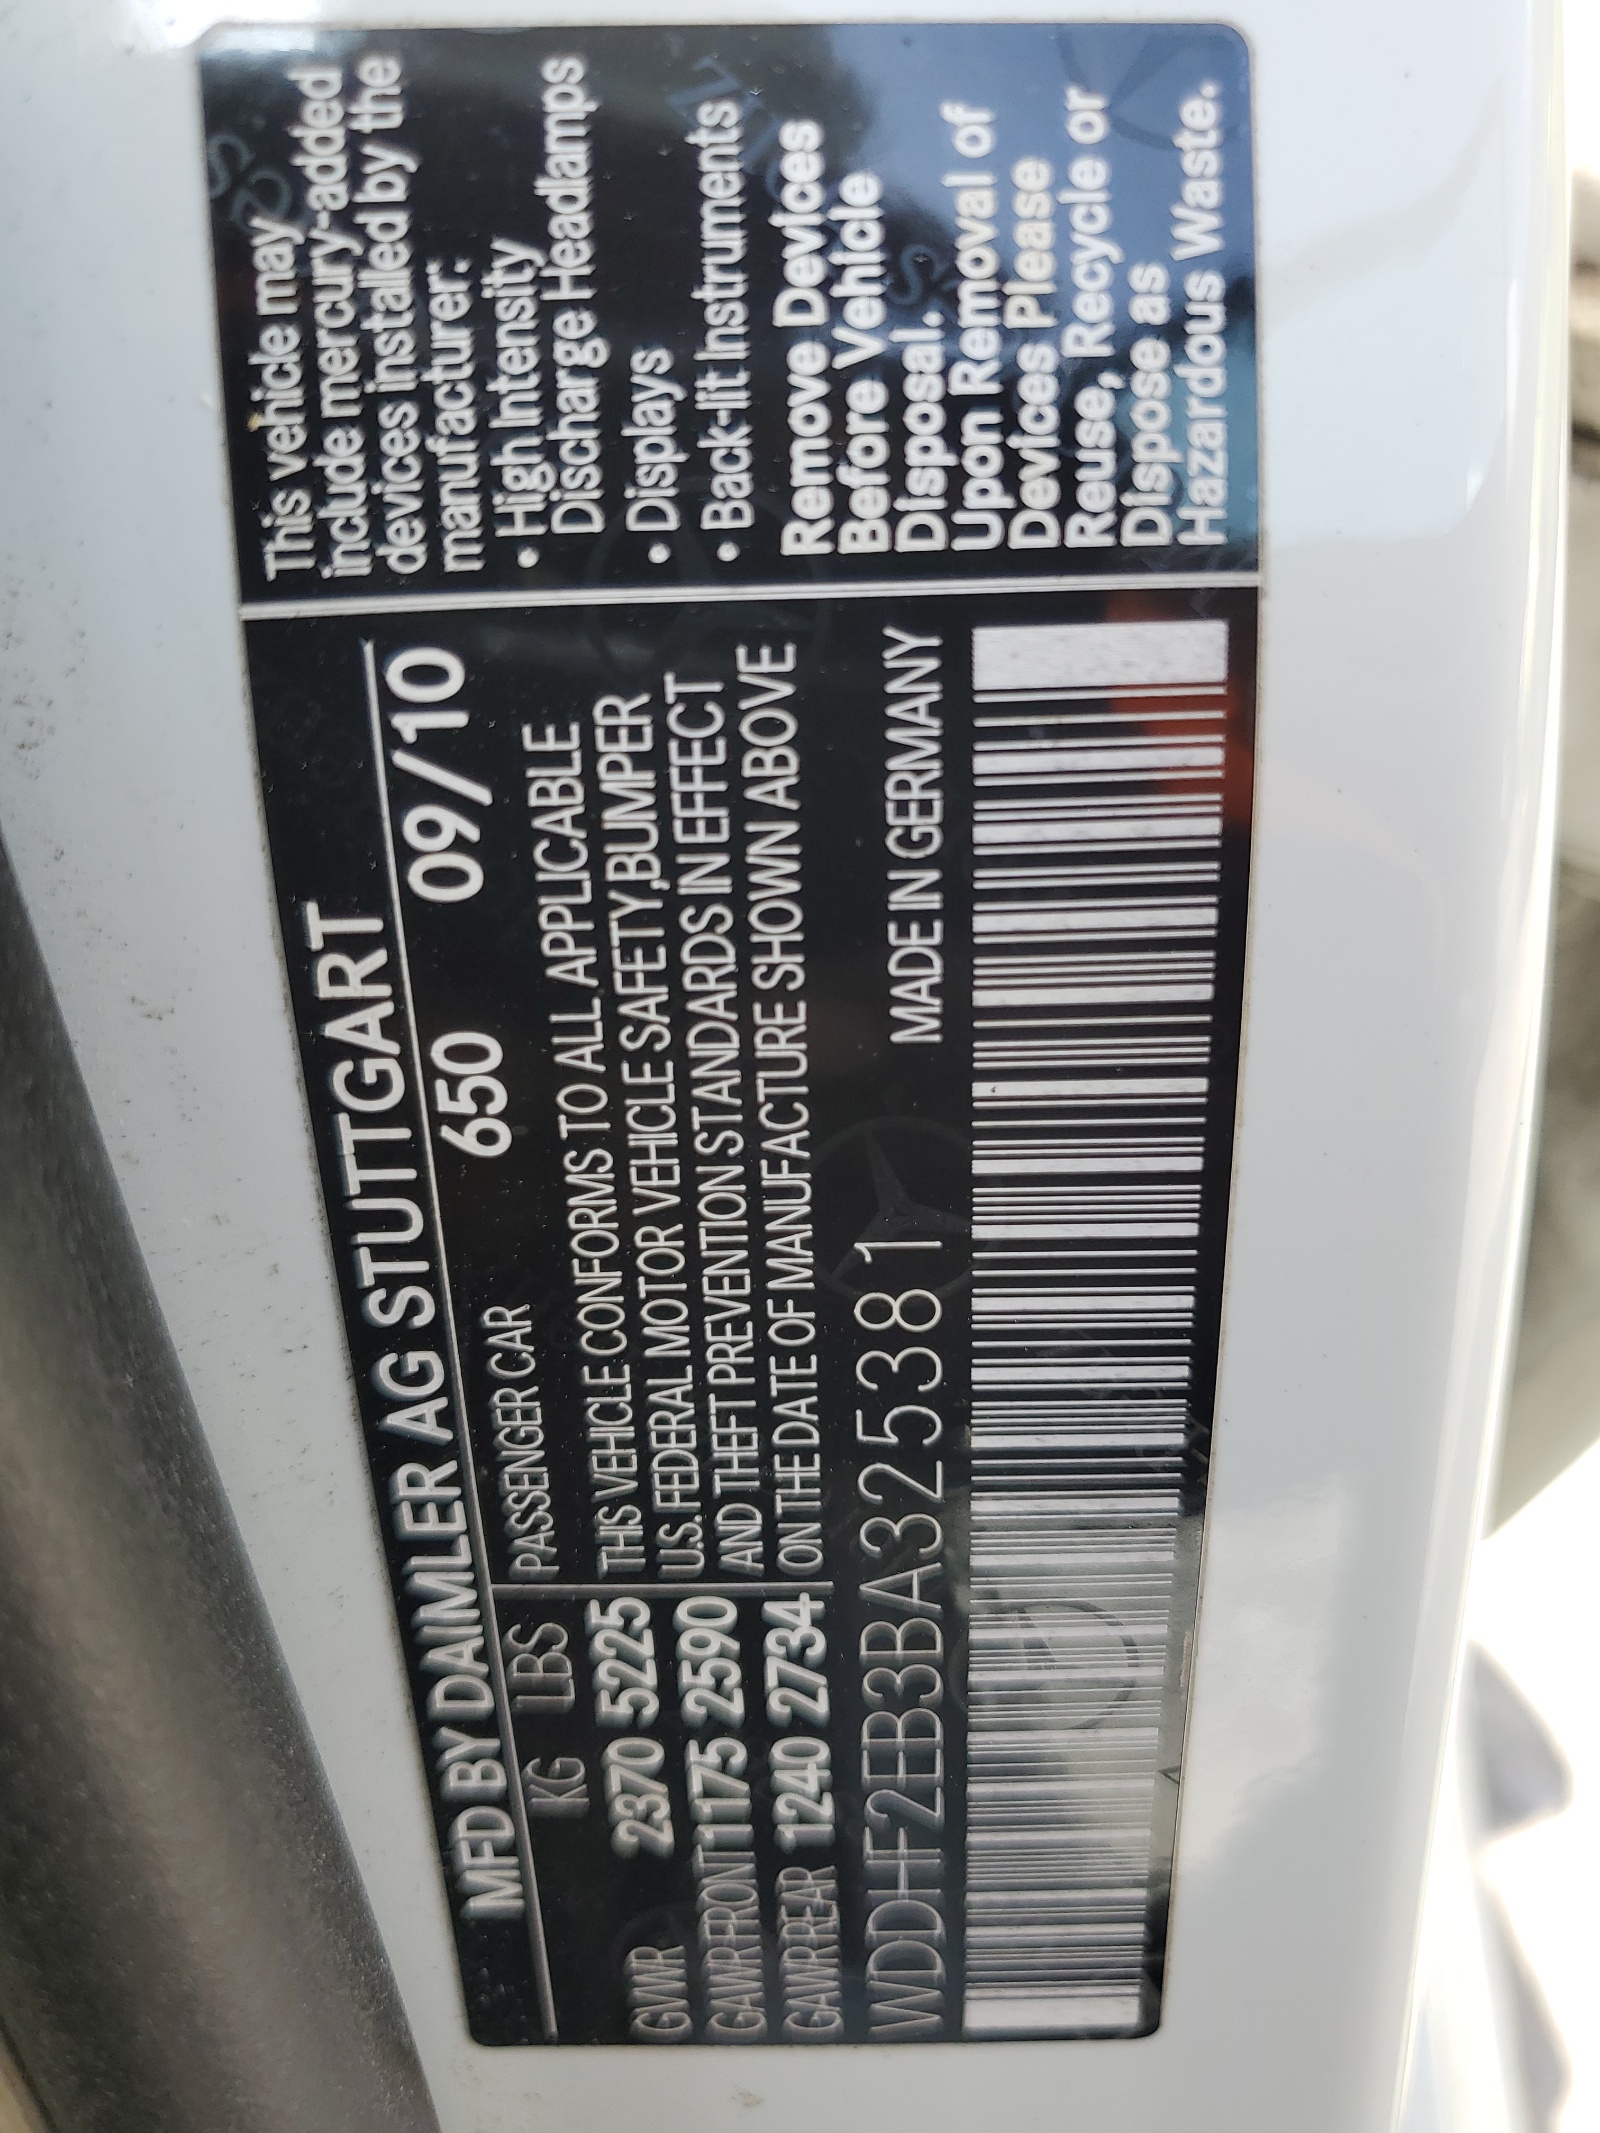 MFD BY DAIMLER AG STUTTGART
650 09/10
KG LBS PASSENGER CAR
GVWR 2370 5225 THIS VEHICLE CONFORMS TO ALL APPLICABLE
GAWRFRONT 1175 2590 U.S. FEDERAL MOTOR VEHICLE SAFETY,BUMPER
AND THEFT PREVENTION STANDARDS IN EFFECT
GAWRREAR 1240 2734 ON THE DATE OF MANUFACTURE SHOWN ABOVE
MADE IN GERMANY
WDDHF2EB3BA325381
This vehicle may
include mercury-added
devices installed by the
manufacturer:
• High Intensity
Discharge Headlamps
• Displays
• Back-lit Instruments
Remove Devices
Before Vehicle
Disposal.
Upon Removal of
Devices Please
Reuse, Recycle or
Dispose as
Hazardous Waste.